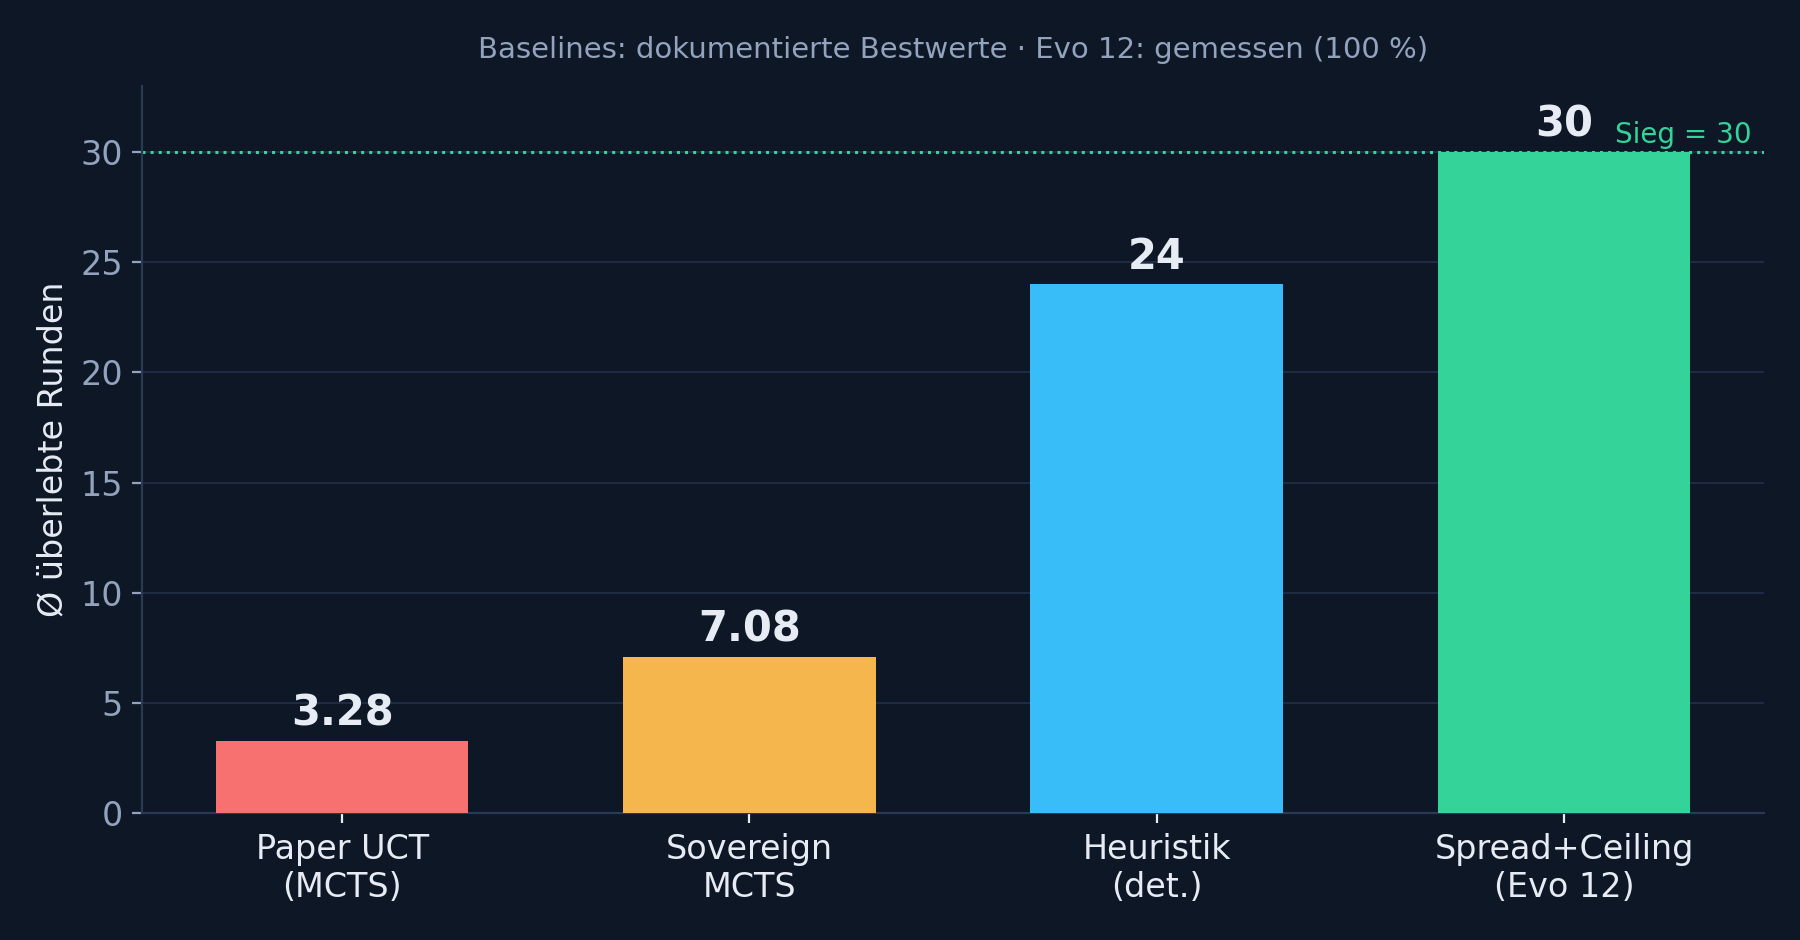 Baselines: dokumentierte Bestwerte · Evo 12: gemessen (100 %)
Ø überlebte Runden
30
25
20
15
10
5
0
3.28
7.08
24
30
Sieg = 30
Paper UCT
(MCTS)
Sovereign
MCTS
Heuristik
(det.)
Spread+Ceiling
(Evo 12)